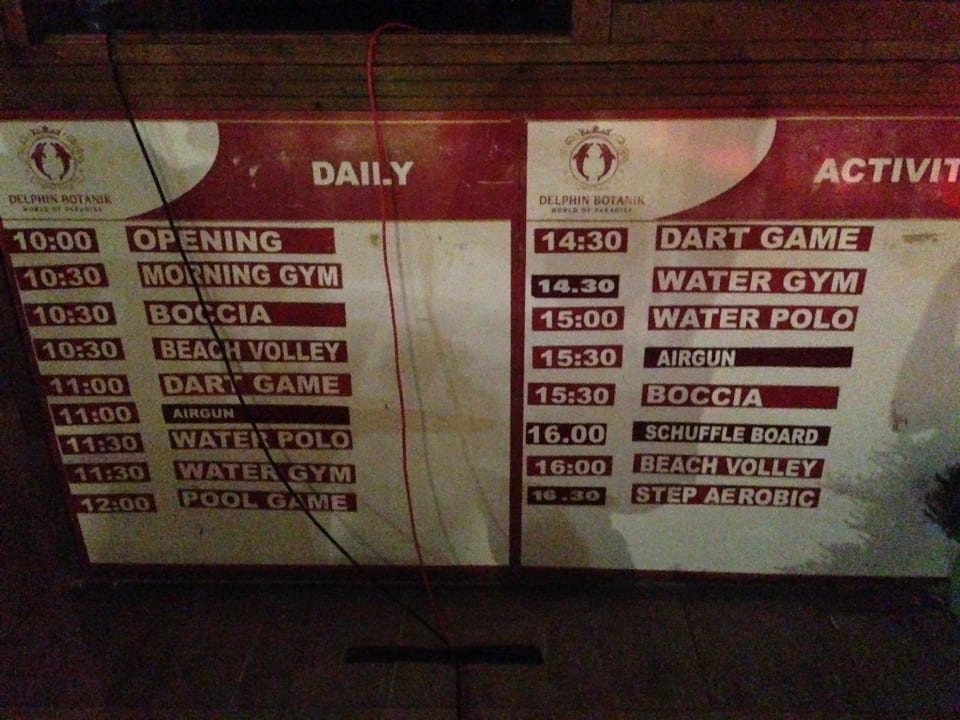 DELPHIN BOTANIK
WORLD OF PARADISE
DAILY
10:00 OPENING
10:30 MORNING GYM
10:30 BOCCIA
10:30 BEACH VOLLEY
11:00 DART GAME
11:00 AIRGUN
11:30 WATER POLO
11:30 WATER GYM
12:00 POOL GAME
DELPHIN BOTANIK
WORLD OF PARADISE
ACTIVIT
14:30 DART GAME
14.30 WATER GYM
15:00 WATER POLO
15:30 AIRGUN
15:30 BOCCIA
16.00 SCHUFFLE BOARD
16:00 BEACH VOLLEY
16.30 STEP AEROBIC